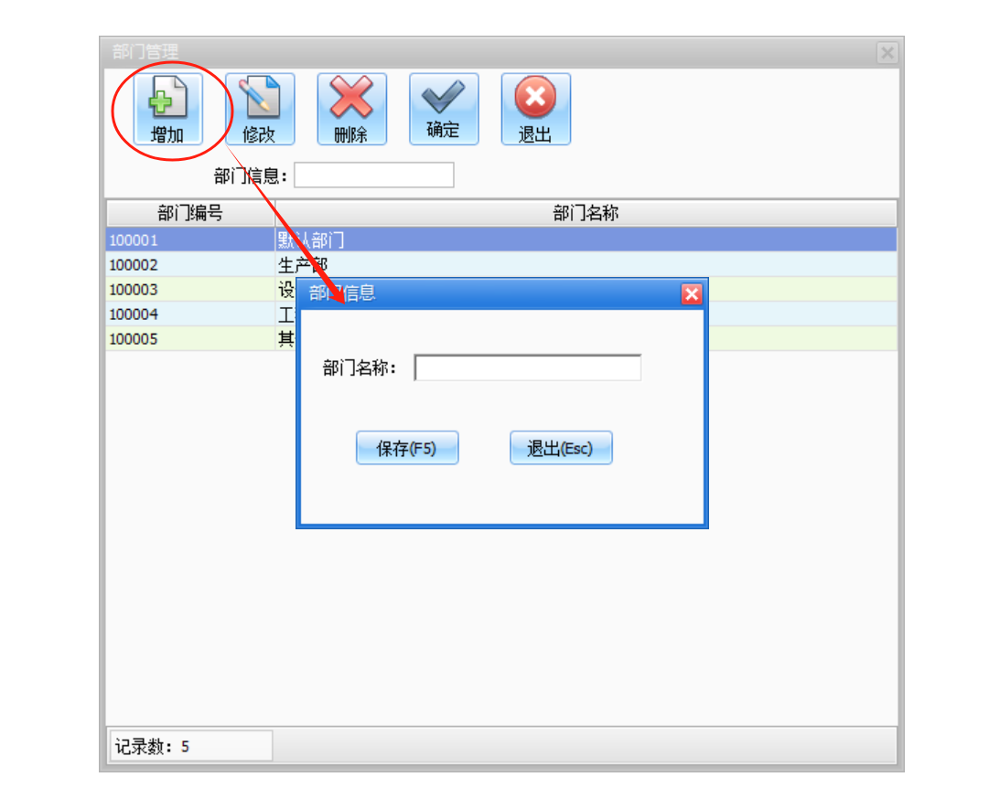 部门管理
增加 修改 删除 确定 退出
部门信息：
部门编号 部门名称
100001 默认部门
100002 生产部
100003 设
100004 工
100005 其
部门信息
部门名称：
保存(F5) 退出(Esc)
记录数：5